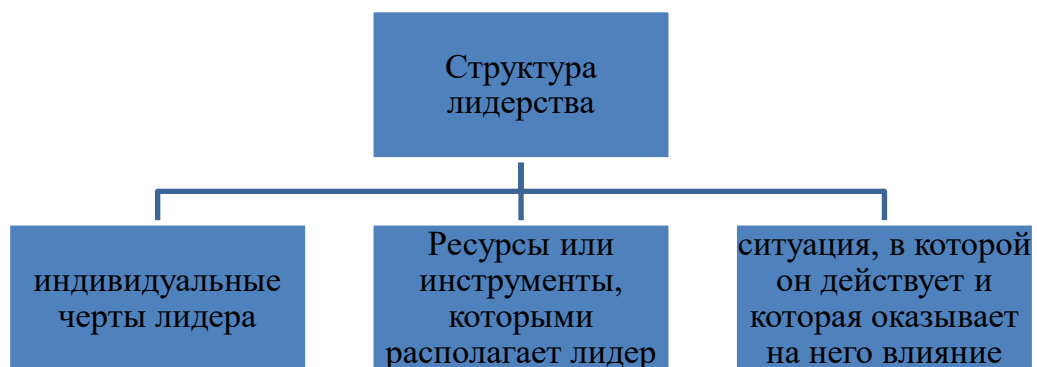 Структура
лидерства
индивидуальные
черты лидера
Ресурсы или
инструменты,
которыми
располагает лидер
ситуация, в которой
он действует и
которая оказывает
на него влияние